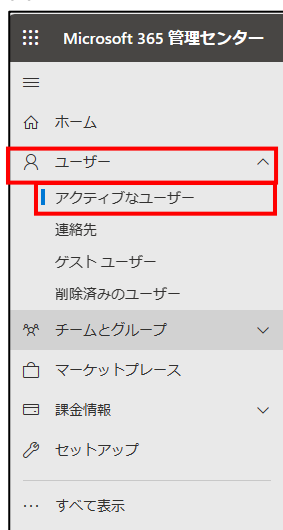 Microsoft 365 管理センター
ホーム
ユーザー
アクティブなユーザー
連絡先
ゲスト ユーザー
削除済みのユーザー
チームとグループ
マーケットプレース
課金情報
セットアップ
すべて表示